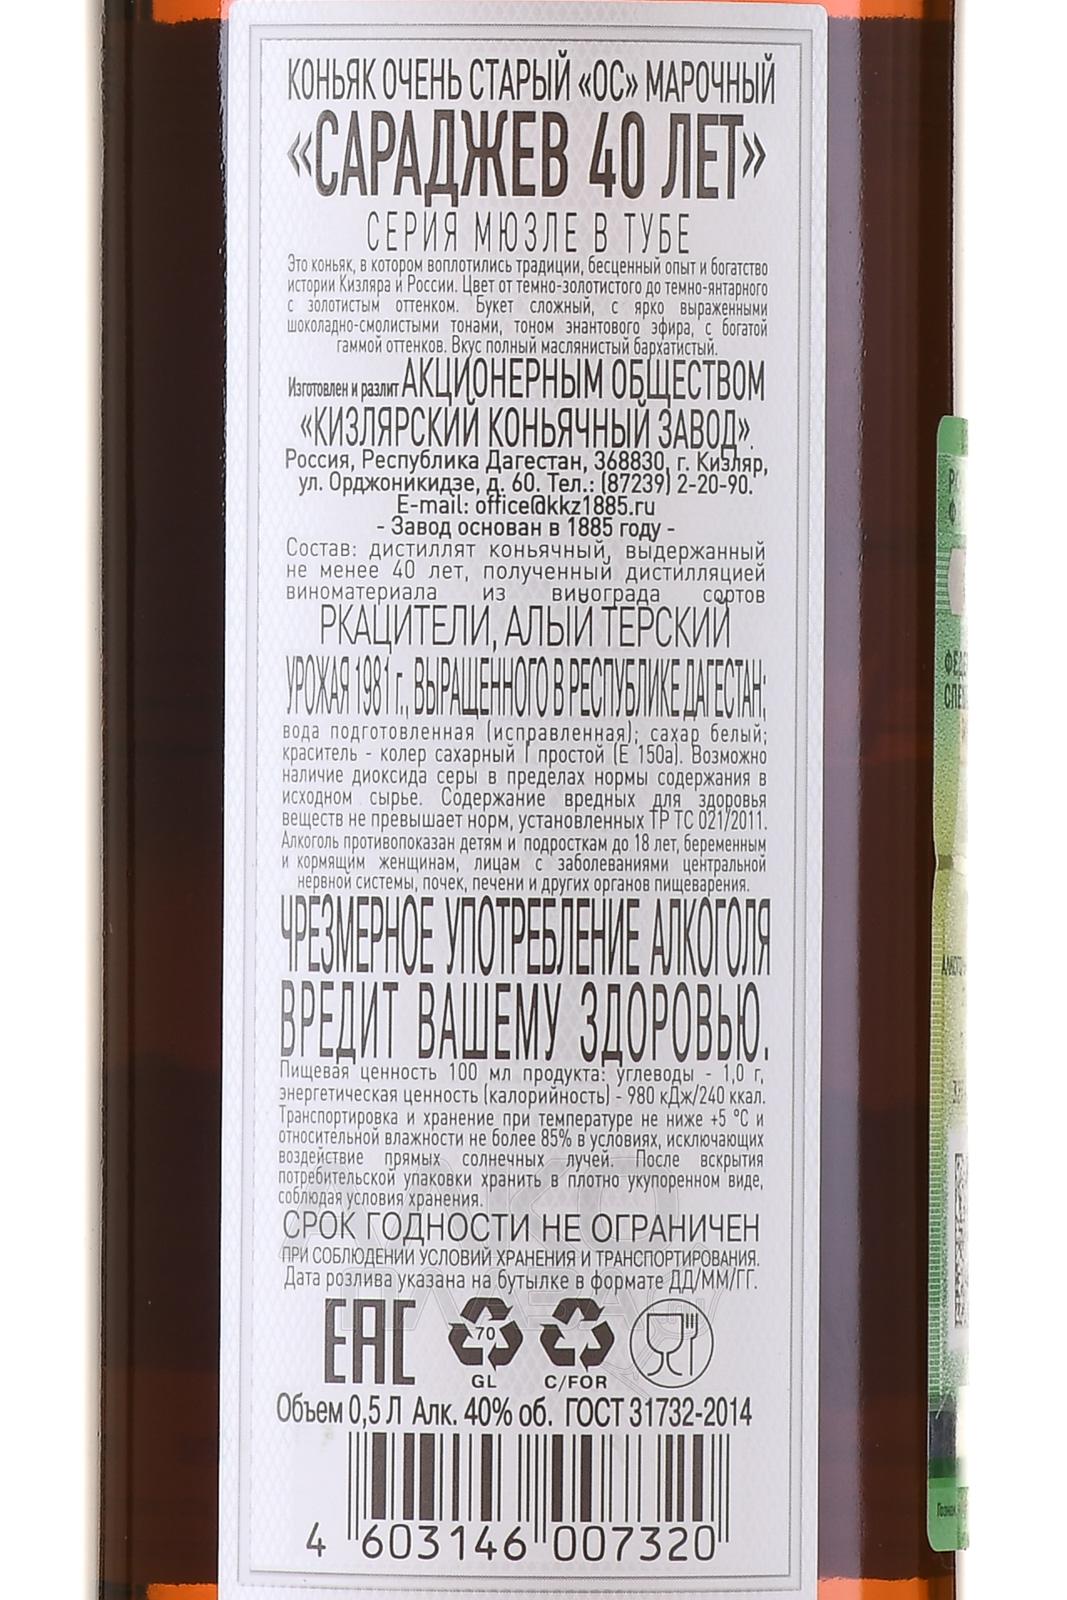 КОНЬЯК ОЧЕНЬ СТАРЫЙ «ОС» МАРОЧНЫЙ
«САРАДЖЕВ 40 ЛЕТ»
СЕРИЯ МЮЗЛЕ В ТУБЕ
Это коньяк, в котором воплотились традиции, бесценный опыт и богатство
истории Кизляра и России. Цвет от темно-золотистого до темно-янтарного
с золотистым оттенком. Букет сложный, с ярко выраженными
шоколадно-смолистыми тонами, тоном энантового эфира, с богатой
гаммой оттенков. Вкус полный маслянистый бархатистый.
Изготовлен и разлит АКЦИОНЕРНЫМ ОБЩЕСТВОМ
«КИЗЛЯРСКИЙ КОНЬЯЧНЫЙ ЗАВОД».
Россия, Республика Дагестан, 368830, г. Кизляр,
ул. Орджоникидзе, д. 60. Тел.: (87239) 2-20-90.
E-mail: office@kkz1885.ru
- Завод основан в 1885 году -
Состав: дистиллят коньячный, выдержанный
не менее 40 лет, полученный дистилляцией
виноматериала из винограда сортов
РКАЦИТЕЛИ, АЛЫЙ ТЕРСКИЙ
УРОЖАЯ 1981 г., ВЫРАЩЕННОГО В РЕСПУБЛИКЕ ДАГЕСТАН;
вода подготовленная (исправленная); сахар белый;
краситель - колер сахарный I простой (Е 150а). Возможно
наличие диоксида серы в пределах нормы содержания в
исходном сырье. Содержание вредных для здоровья
веществ не превышает норм, установленных ТР ТС 021/2011.
Алкоголь противопоказан детям и подросткам до 18 лет, беременным
и кормящим женщинам, лицам с заболеваниями центральной
нервной системы, почек, печени и других органов пищеварения.
ЧРЕЗМЕРНОЕ УПОТРЕБЛЕНИЕ АЛКОГОЛЯ
ВРЕДИТ ВАШЕМУ ЗДОРОВЬЮ.
Пищевая ценность 100 мл продукта: углеводы - 1,0 г,
энергетическая ценность (калорийность) - 980 кДж/240 ккал.
Транспортировка и хранение при температуре не ниже +5 °С и
относительной влажности не более 85% в условиях, исключающих
воздействие прямых солнечных лучей. После вскрытия
потребительской упаковки хранить в плотно укупоренном виде,
соблюдая условия хранения.
СРОК ГОДНОСТИ НЕ ОГРАНИЧЕН
ПРИ СОБЛЮДЕНИИ УСЛОВИЙ ХРАНЕНИЯ И ТРАНСПОРТИРОВАНИЯ.
Дата розлива указана на бутылке в формате ДД/ММ/ГГ.
EAC 70
GL C/FOR
Объем 0,5 Л Алк. 40% об. ГОСТ 31732-2014
4 603146 007320